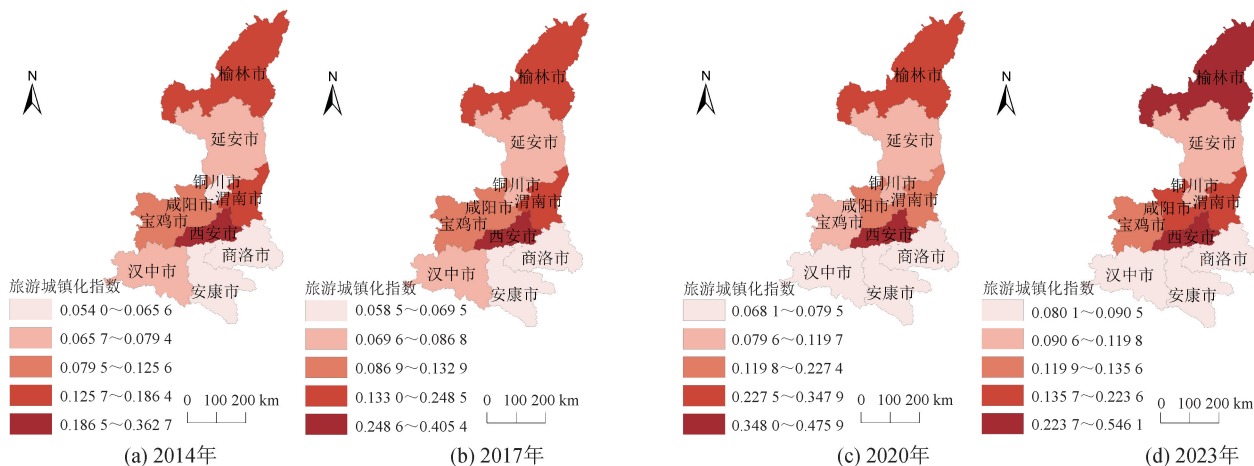 N
榆林市
延安市
铜川市
渭南市
咸阳市
宝鸡市
西安市
商洛市
汉中市
安康市
旅游城镇化指数
0.054 0～0.065 6
0.065 7～0.079 4
0.079 5～0.125 6
0.125 7～0.186 4
0.186 5～0.362 7
0 100 200 km
(a) 2014年
N
榆林市
延安市
铜川市
渭南市
咸阳市
宝鸡市
西安市
商洛市
汉中市
安康市
旅游城镇化指数
0.058 5～0.069 5
0.069 6～0.086 8
0.086 9～0.132 9
0.133 0～0.248 5
0.248 6～0.405 4
0 100 200 km
(b) 2017年
N
榆林市
延安市
铜川市
渭南市
咸阳市
宝鸡市
西安市
商洛市
汉中市
安康市
旅游城镇化指数
0.068 1～0.079 5
0.079 6～0.119 7
0.119 8～0.227 4
0.227 5～0.347 9
0.348 0～0.475 9
0 100 200 km
(c) 2020年
N
榆林市
延安市
铜川市
渭南市
咸阳市
宝鸡市
西安市
商洛市
汉中市
安康市
旅游城镇化指数
0.080 1～0.090 5
0.090 6～0.119 8
0.119 9～0.135 6
0.135 7～0.223 6
0.223 7～0.546 1
0 100 200 km
(d) 2023年